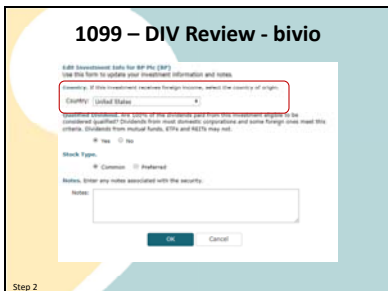 1099 – DIV Review - bivio
Edit Investment Info for BP Plc (BP)
Use this form to update your investment information and notes.
Country. If this investment receives foreign income, select the country of origin.
Country: United States
Qualified Dividend. Are 100% of the dividends paid from this investment eligible to be
considered qualified? Dividends from most domestic corporations and some foreign ones meet this
criteria. Dividends from mutual funds, ETFs and REITs may not.
Yes No
Stock Type.
Common Preferred
Notes. Enter any notes associated with the security.
Notes:
OK Cancel
Step 2